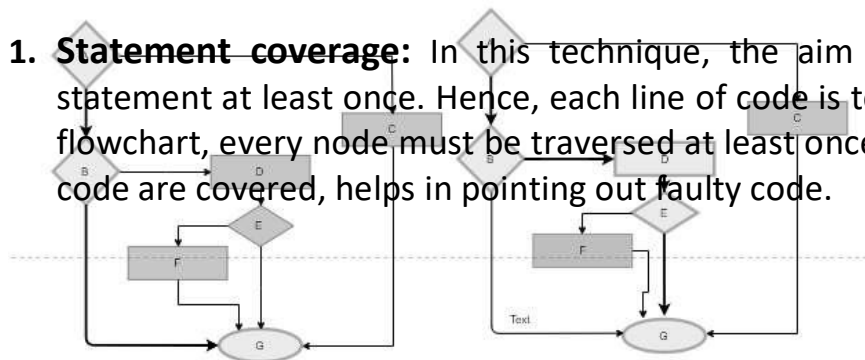 1. Statement coverage: In this technique, the aim
statement at least once. Hence, each line of code is t
flowchart, every node must be traversed at least once
code are covered, helps in pointing out faulty code.
C
C
B
D
B
D
E
E
F
F
Text
G
G